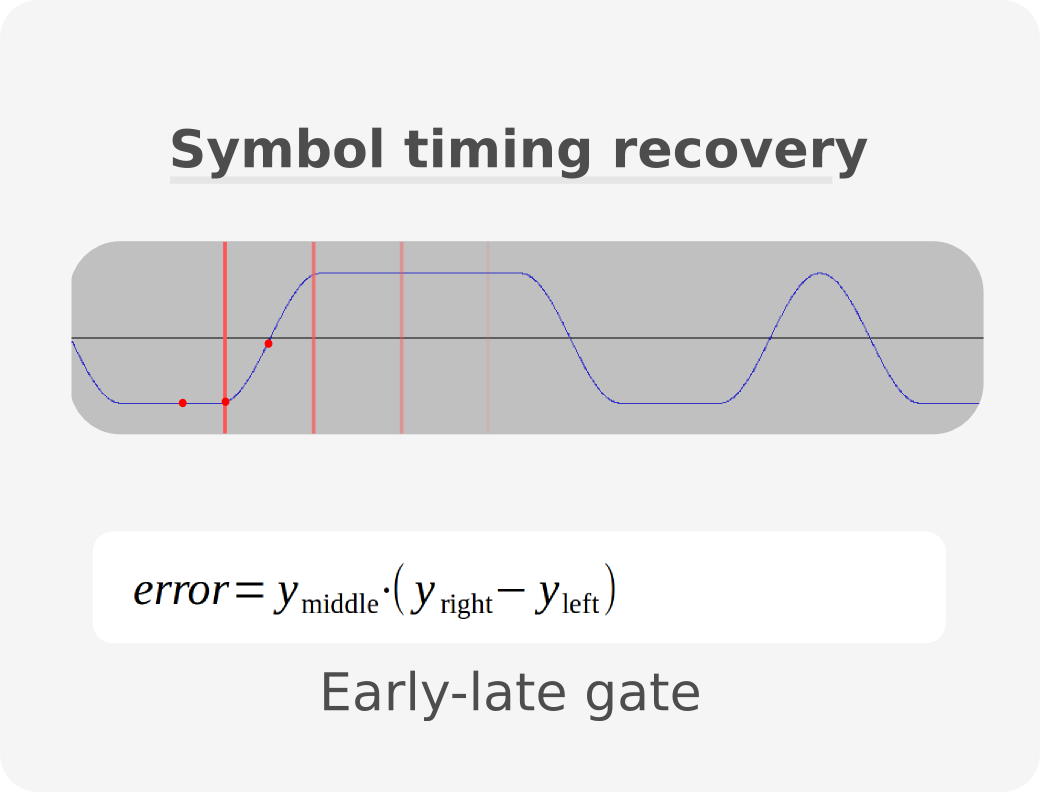 Symbol timing recovery
error = y_middle · (y_right − y_left)
Early-late gate